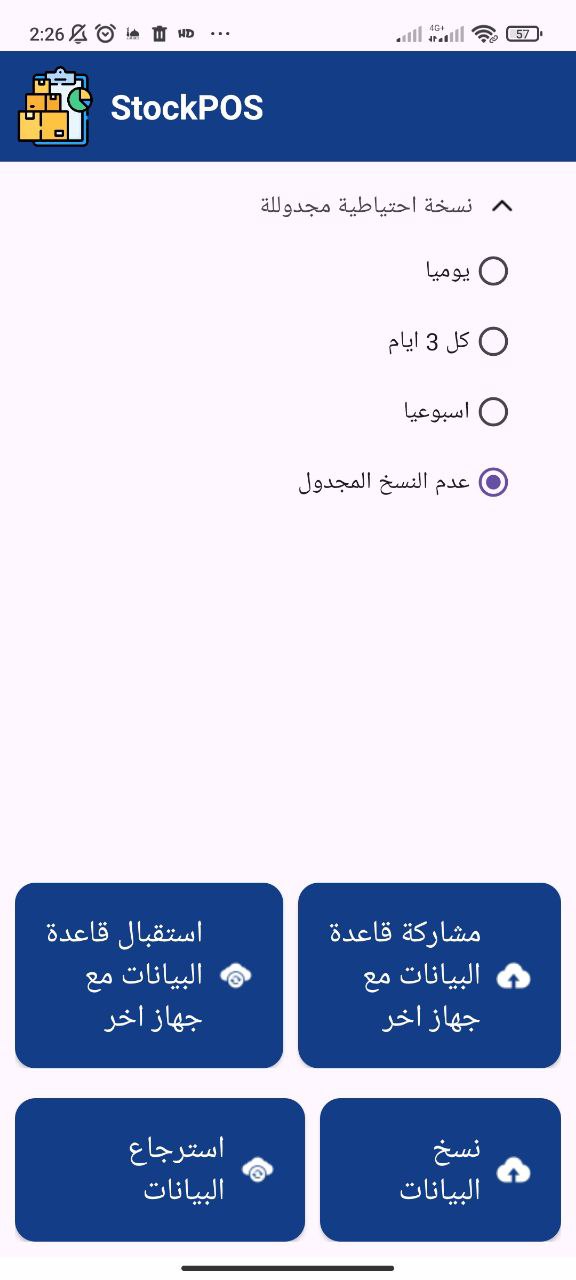 2:26
4G+
57
StockPOS
نسخة احتياطية مجدوللة
يوميا
كل 3 ايام
اسبوعيا
عدم النسخ المجدول
مشاركة قاعدة
البيانات مع
جهاز اخر
استقبال قاعدة
البيانات مع
جهاز اخر
نسخ
البيانات
استرجاع
البيانات